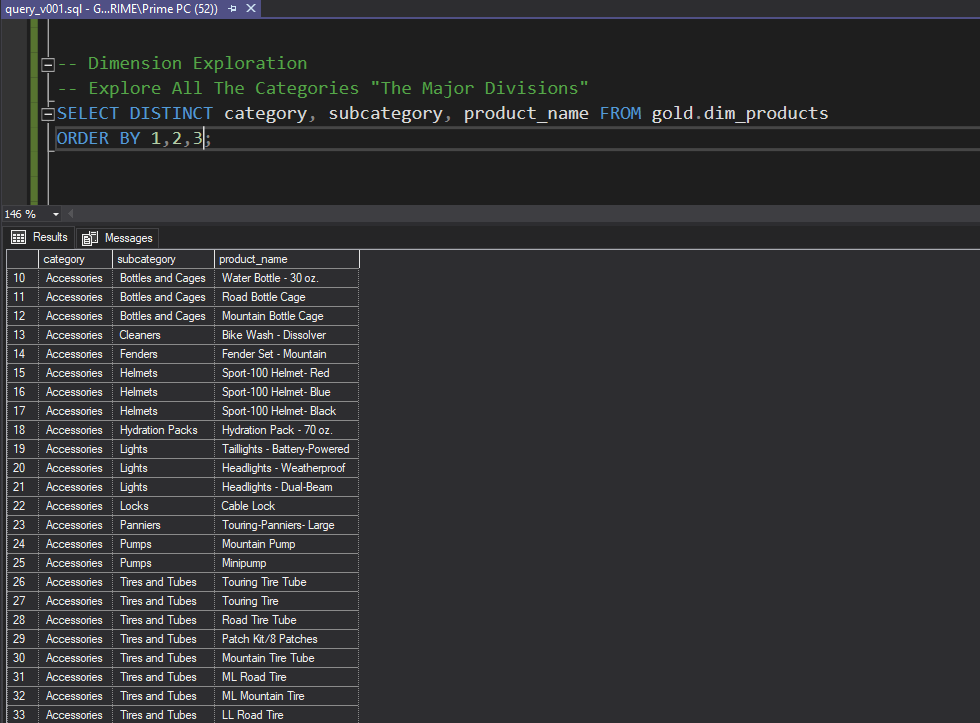 query_v001.sql - G...RIME\Prime PC (52))
-- Dimension Exploration
-- Explore All The Categories "The Major Divisions"
SELECT DISTINCT category, subcategory, product_name FROM gold.dim_products
ORDER BY 1,2,3;
146 %
Results Messages
category subcategory product_name
10 Accessories Bottles and Cages Water Bottle - 30 oz.
11 Accessories Bottles and Cages Road Bottle Cage
12 Accessories Bottles and Cages Mountain Bottle Cage
13 Accessories Cleaners Bike Wash - Dissolver
14 Accessories Fenders Fender Set - Mountain
15 Accessories Helmets Sport-100 Helmet- Red
16 Accessories Helmets Sport-100 Helmet- Blue
17 Accessories Helmets Sport-100 Helmet- Black
18 Accessories Hydration Packs Hydration Pack - 70 oz.
19 Accessories Lights Taillights - Battery-Powered
20 Accessories Lights Headlights - Weatherproof
21 Accessories Lights Headlights - Dual-Beam
22 Accessories Locks Cable Lock
23 Accessories Panniers Touring-Panniers- Large
24 Accessories Pumps Mountain Pump
25 Accessories Pumps Minipump
26 Accessories Tires and Tubes Touring Tire Tube
27 Accessories Tires and Tubes Touring Tire
28 Accessories Tires and Tubes Road Tire Tube
29 Accessories Tires and Tubes Patch Kit/8 Patches
30 Accessories Tires and Tubes Mountain Tire Tube
31 Accessories Tires and Tubes ML Road Tire
32 Accessories Tires and Tubes ML Mountain Tire
33 Accessories Tires and Tubes LL Road Tire